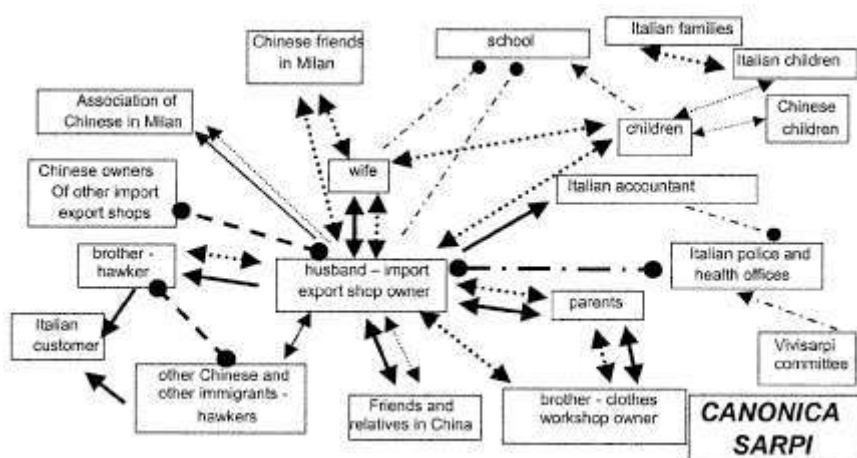 Chinese friends
in Milan
school
Italian families
Italian children
Association of
Chinese in Milan
children
Chinese
children
Chinese owners
Of other import
export shops
wife
Italian accountant
brother -
hawker
husband – import
export shop owner
Italian police and
health offices
parents
Italian
customer
other Chinese and
other immigrants -
hawkers
Friends and
relatives in China
brother - clothes
workshop owner
Vivisarpi
committee
CANONICA
SARPI